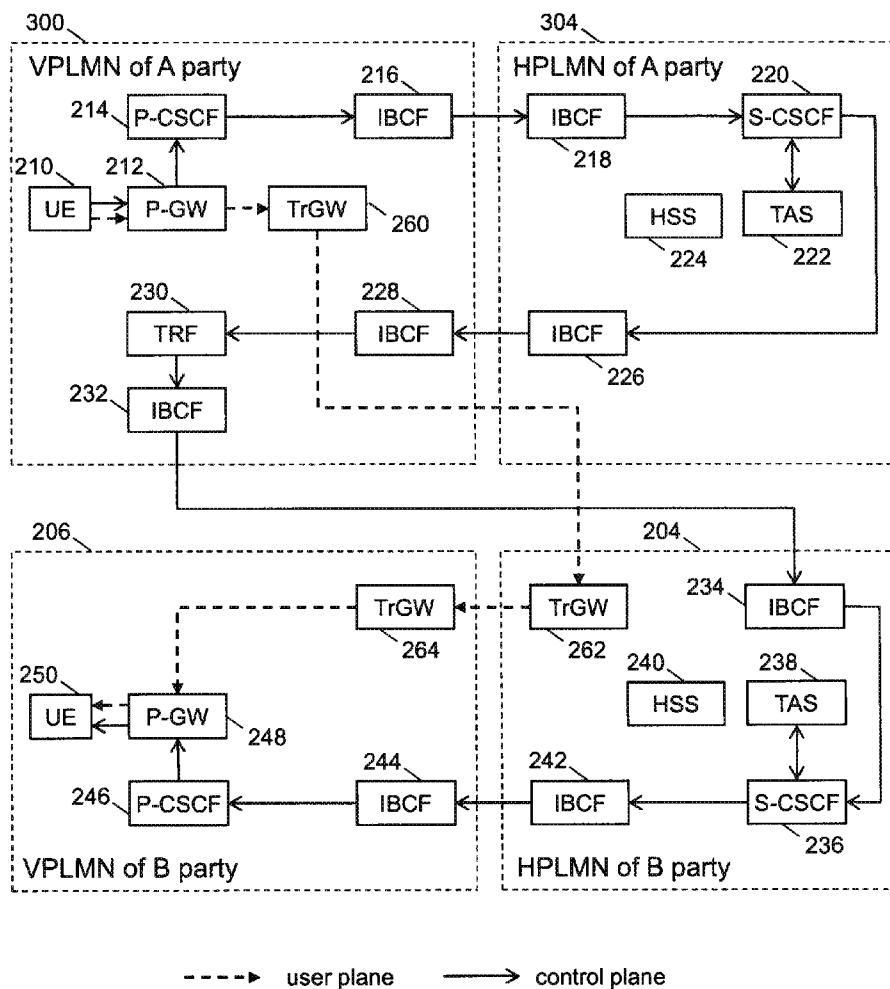 300
304
VPLMN of A party
HPLMN of A party
216
220
P-CSCF
IBCF
IBCF
S-CSCF
214
218
210
212
UE
P-GW
TrGW
HSS
TAS
260
224
222
230
228
TRF
IBCF
IBCF
226
232
IBCF
206
204
234
IBCF
TrGW
TrGW
264
262
240
238
250
HSS
TAS
UE
P-GW
248
244
242
246
P-CSCF
IBCF
IBCF
S-CSCF
236
VPLMN of B party
HPLMN of B party
user plane
control plane